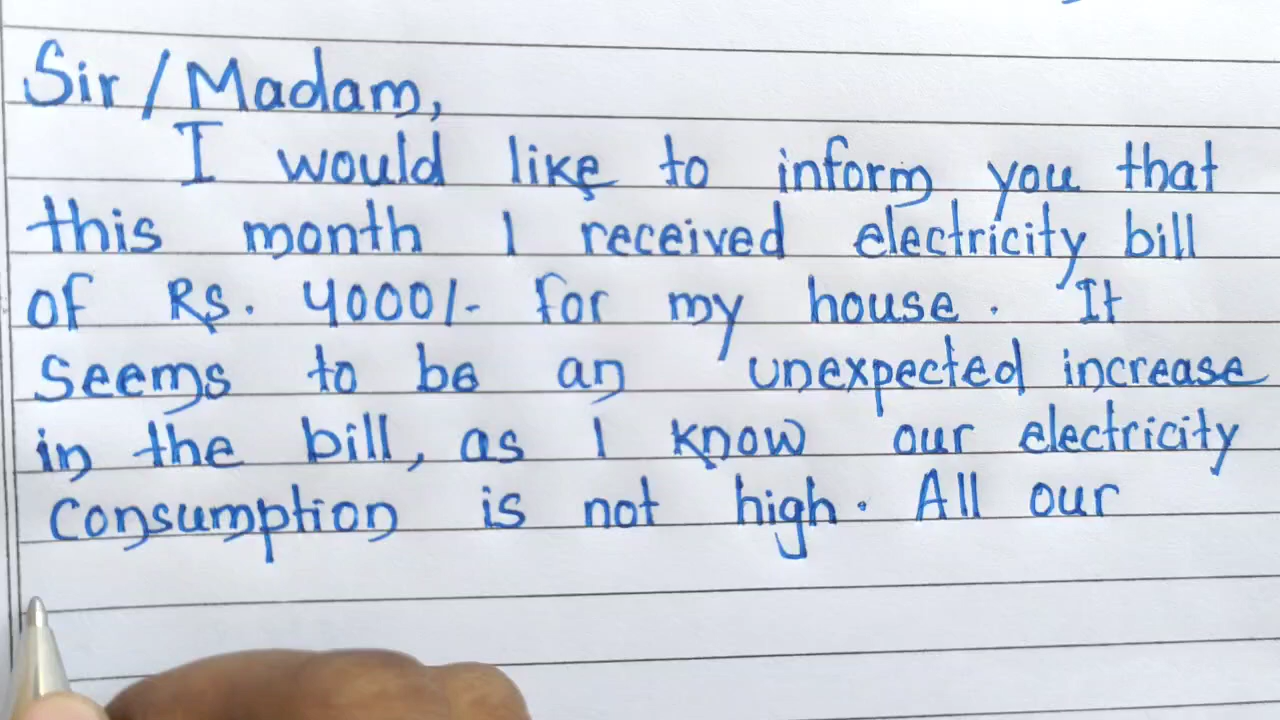 Sir / Madam,
I would like to inform you that
this month I received electricity bill
of Rs. 4000/- for my house. It
seems to be an unexpected increase
in the bill, as I know our electricity
consumption is not high. All our